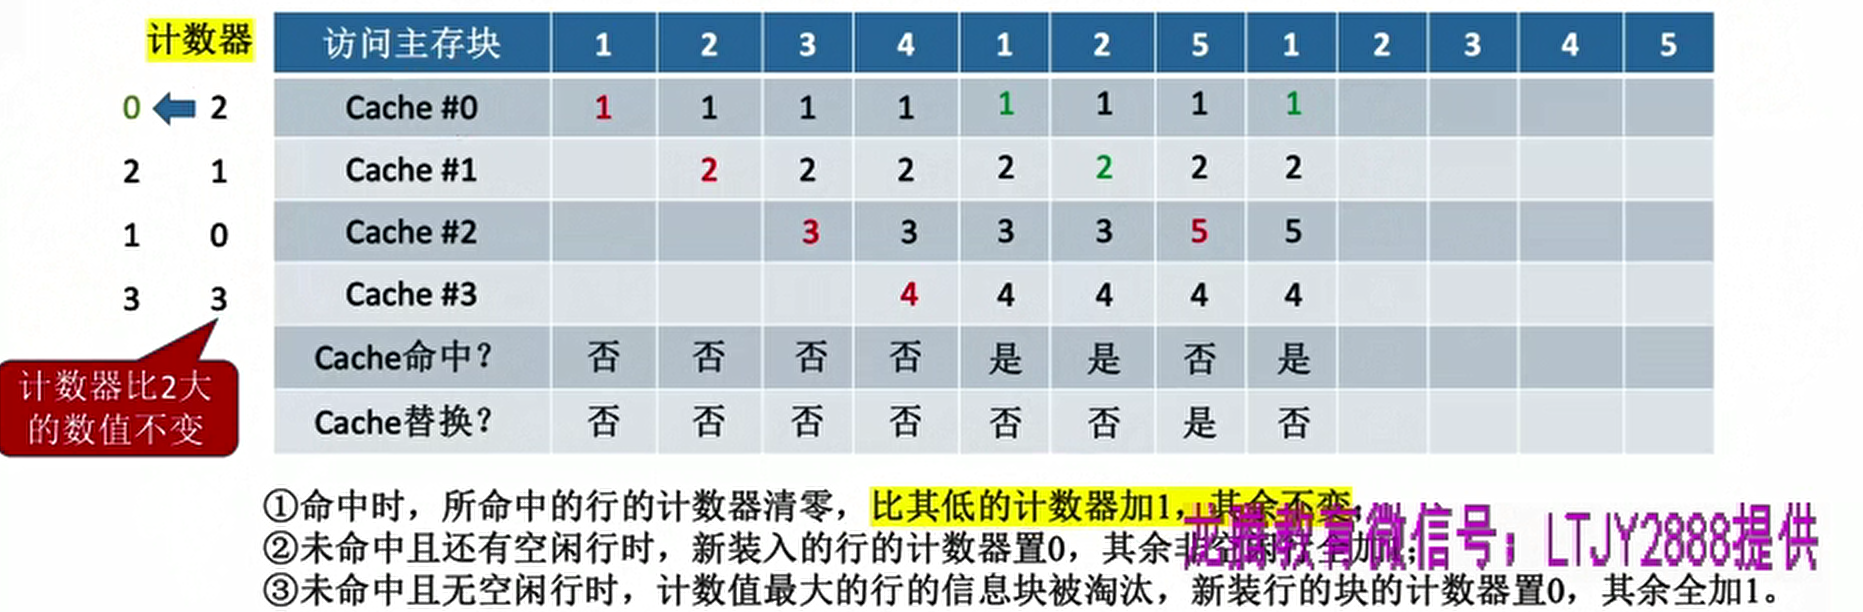 计数器 访问主存块 1 2 3 4 1 2 5 1 2 3 4 5
0 2 Cache #0 1 1 1 1 1 1 1 1
2 1 Cache #1 2 2 2 2 2 2 2
1 0 Cache #2 3 3 3 3 5 5
3 3 Cache #3 4 4 4 4 4
Cache命中？ 否 否 否 否 是 是 否 是
计数器比2大
的数值不变
Cache替换？ 否 否 否 否 否 否 是 否
①命中时，所命中的行的计数器清零，比其低的计数器加1，其余不变；
龙腾教育微信号；LTJY2888提供
②未命中且还有空闲行时，新装入的行的计数器置0，其余非空闲行全加1；
③未命中且无空闲行时，计数值最大的行的信息块被淘汰，新装行的块的计数器置0，其余全加1。